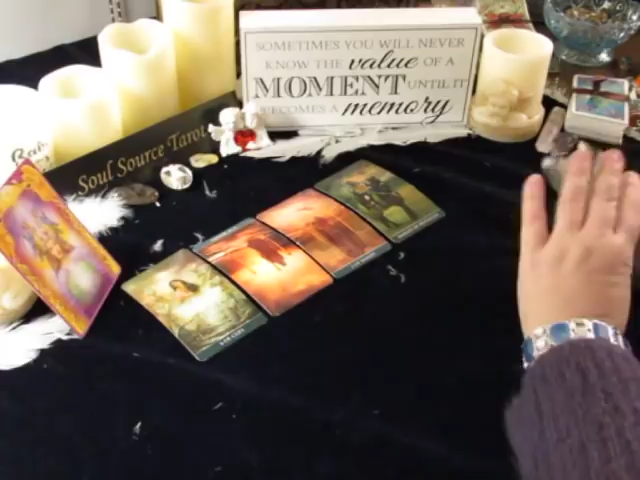 SOMETIMES YOU WILL NEVER
KNOW THE value OF A
MOMENT UNTIL IT
BECOMES A memory
Soul Source Tarot